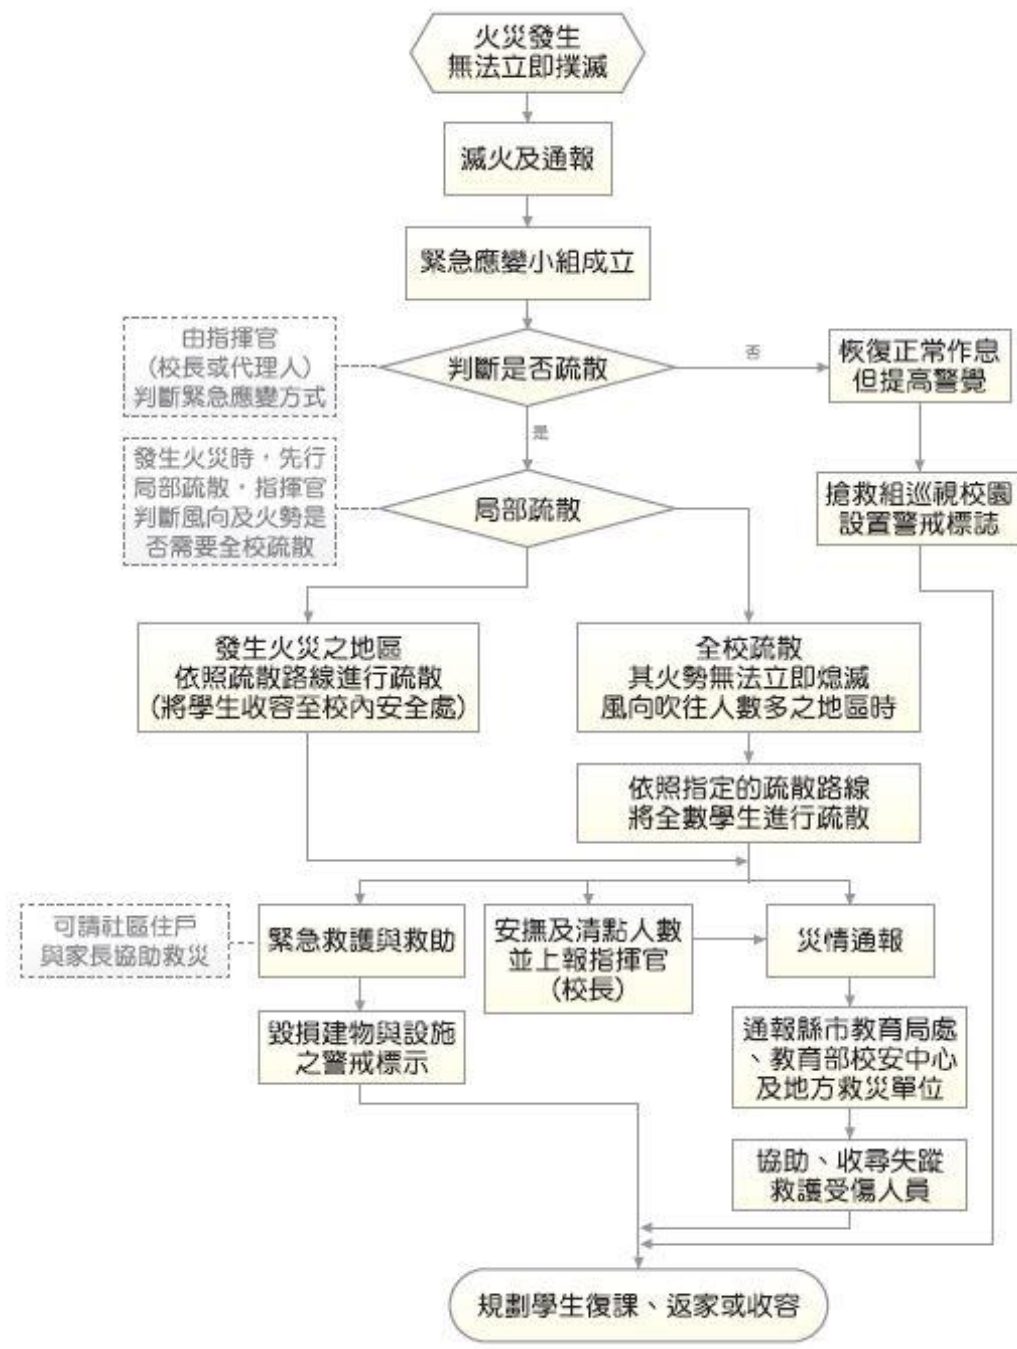 火災發生
無法立即撲滅
滅火及通報
緊急應變小組成立
由指揮官
（校長或代理人）
判斷緊急應變方式
判斷是否疏散
否
恢復正常作息
但提高警覺
是
發生火災時，先行
局部疏散，指揮官
判斷風向及火勢是
否需要全校疏散
局部疏散
搶救組巡視校園
設置警戒標誌
發生火災之地區
依照疏散路線進行疏散
（將學生收容至校內安全處）
全校疏散
其火勢無法立即熄滅
風向吹往人數多之地區時
依照指定的疏散路線
將全數學生進行疏散
可請社區住戶
與家長協助救災
緊急救護與救助
安撫及清點人數
並上報指揮官
（校長）
災情通報
毀損建物與設施
之警戒標示
通報縣市教育局處
、教育部校安中心
及地方救災單位
協助、收尋失蹤
救護受傷人員
規劃學生復課、返家或收容